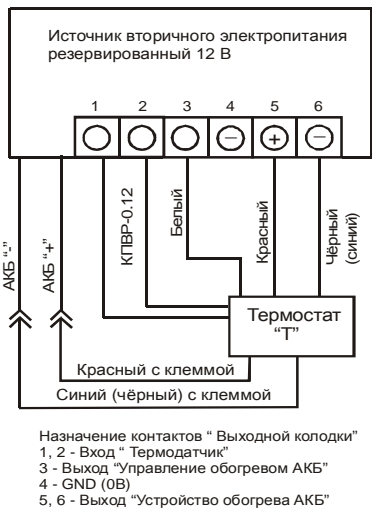 Источник вторичного электропитания
резервированный 12 В
1 2 3 4 5 6
− + −
АКБ “-”
АКБ “+”
КПВР-0.12
Белый
Красный
Чёрный
(синий)
Термостат
“Т”
Красный с клеммой
Синий (чёрный) с клеммой
Назначение контактов “ Выходной колодки”
1, 2 - Вход “ Термодатчик”
3 - Выход “Управление обогревом АКБ”
4 - GND (0В)
5, 6 - Выход “Устройство обогрева АКБ”